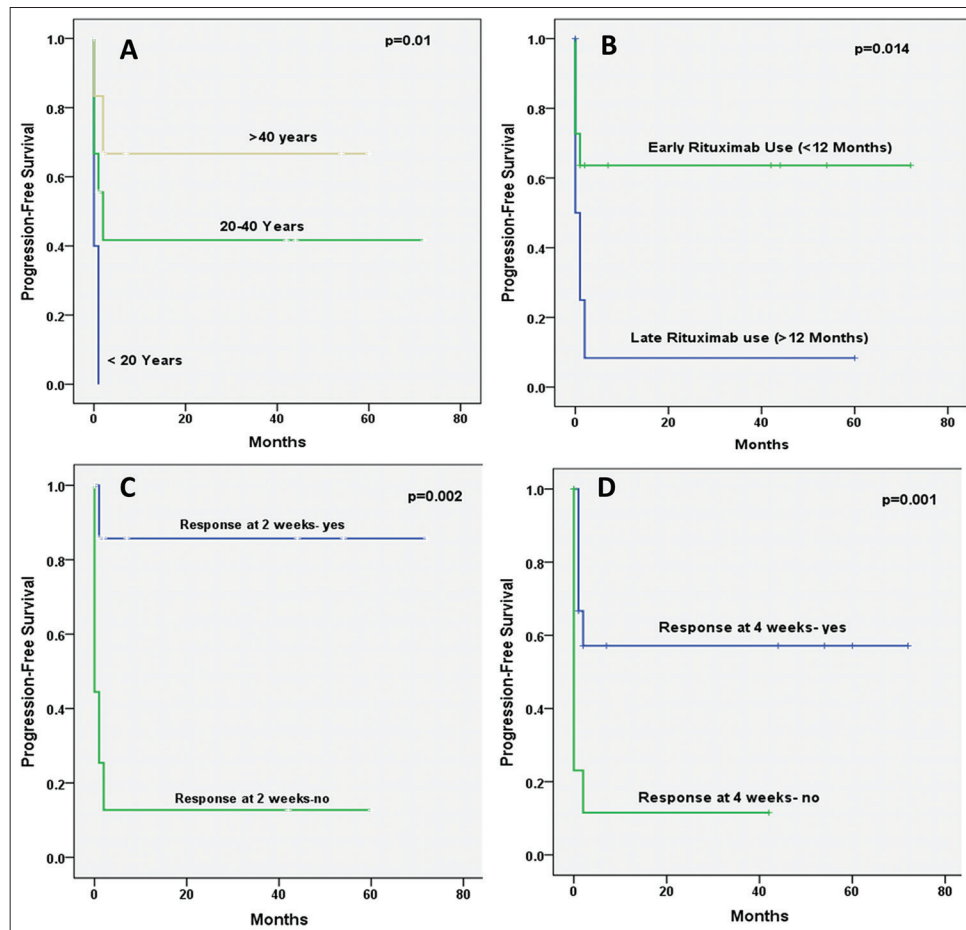 A
p=0.01
Progression-Free Survival
1.0
0.8
0.6
0.4
0.2
0.0
>40 years
20-40 Years
< 20 Years
0 20 40 60 80
Months
B
p=0.014
Progression-Free Survival
1.0
0.8
0.6
0.4
0.2
0.0
Early Rituximab Use (<12 Months)
Late Rituximab use (>12 Months)
0 20 40 60 80
Months
C
p=0.002
Progression-Free Survival
1.0
0.8
0.6
0.4
0.2
0.0
Response at 2 weeks- yes
Response at 2 weeks-no
0 20 40 60 80
Months
D
p=0.001
Progression-Free Survival
1.0
0.8
0.6
0.4
0.2
0.0
Response at 4 weeks- yes
Response at 4 weeks- no
0 20 40 60 80
Months